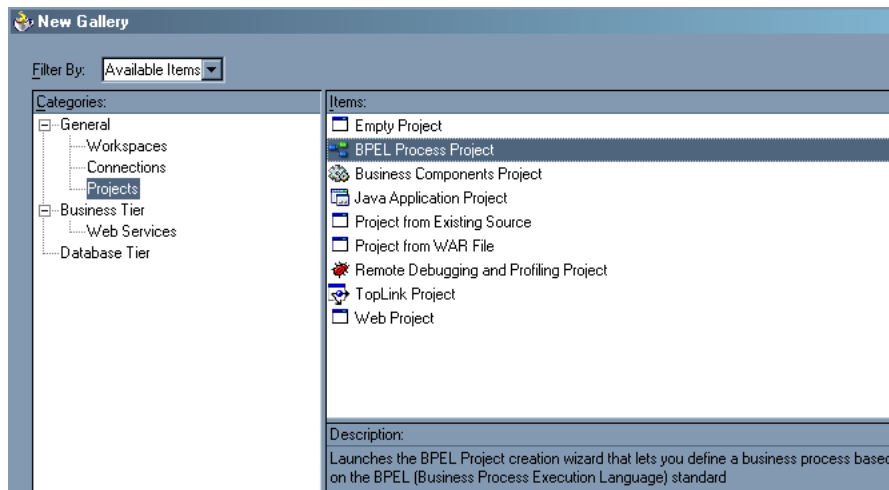 New Gallery
Filter By: Available Items
Categories:
General
Workspaces
Connections
Projects
Business Tier
Web Services
Database Tier
Items:
Empty Project
BPEL Process Project
Business Components Project
Java Application Project
Project from Existing Source
Project from WAR File
Remote Debugging and Profiling Project
TopLink Project
Web Project
Description:
Launches the BPEL Project creation wizard that lets you define a business process based
on the BPEL (Business Process Execution Language) standard